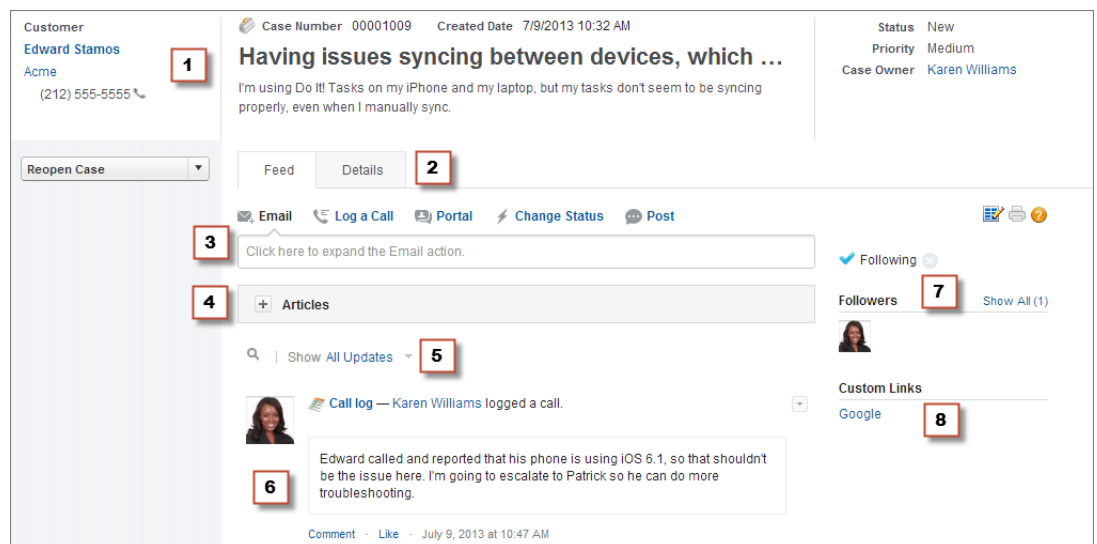 Customer
Edward Stamos
Acme
(212) 555-5555
1
Case Number 00001009 Created Date 7/9/2013 10:32 AM
Having issues syncing between devices, which ...
I'm using Do It! Tasks on my iPhone and my laptop, but my tasks don't seem to be syncing
properly, even when I manually sync.
Status New
Priority Medium
Case Owner Karen Williams
Reopen Case
Feed Details 2
Email Log a Call Portal Change Status Post
3
Click here to expand the Email action.
4
+ Articles
Show All Updates 5
Call log — Karen Williams logged a call.
6
Edward called and reported that his phone is using iOS 6.1, so that shouldn't
be the issue here. I'm going to escalate to Patrick so he can do more
troubleshooting.
Comment · Like · July 9, 2013 at 10:47 AM
?
Following
7
Followers Show All (1)
Custom Links
Google
8